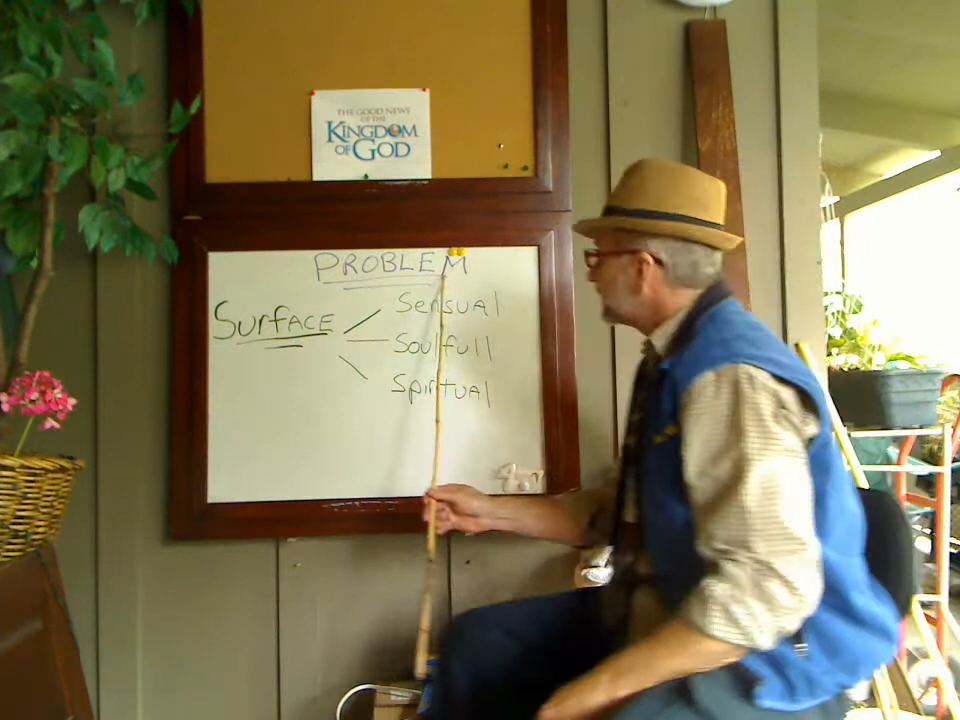 THE GOOD NEWS
OF THE
KINGDOM
OF GOD
PROBLEM
SURFACE
Sensual
Soulfull
Spirtual